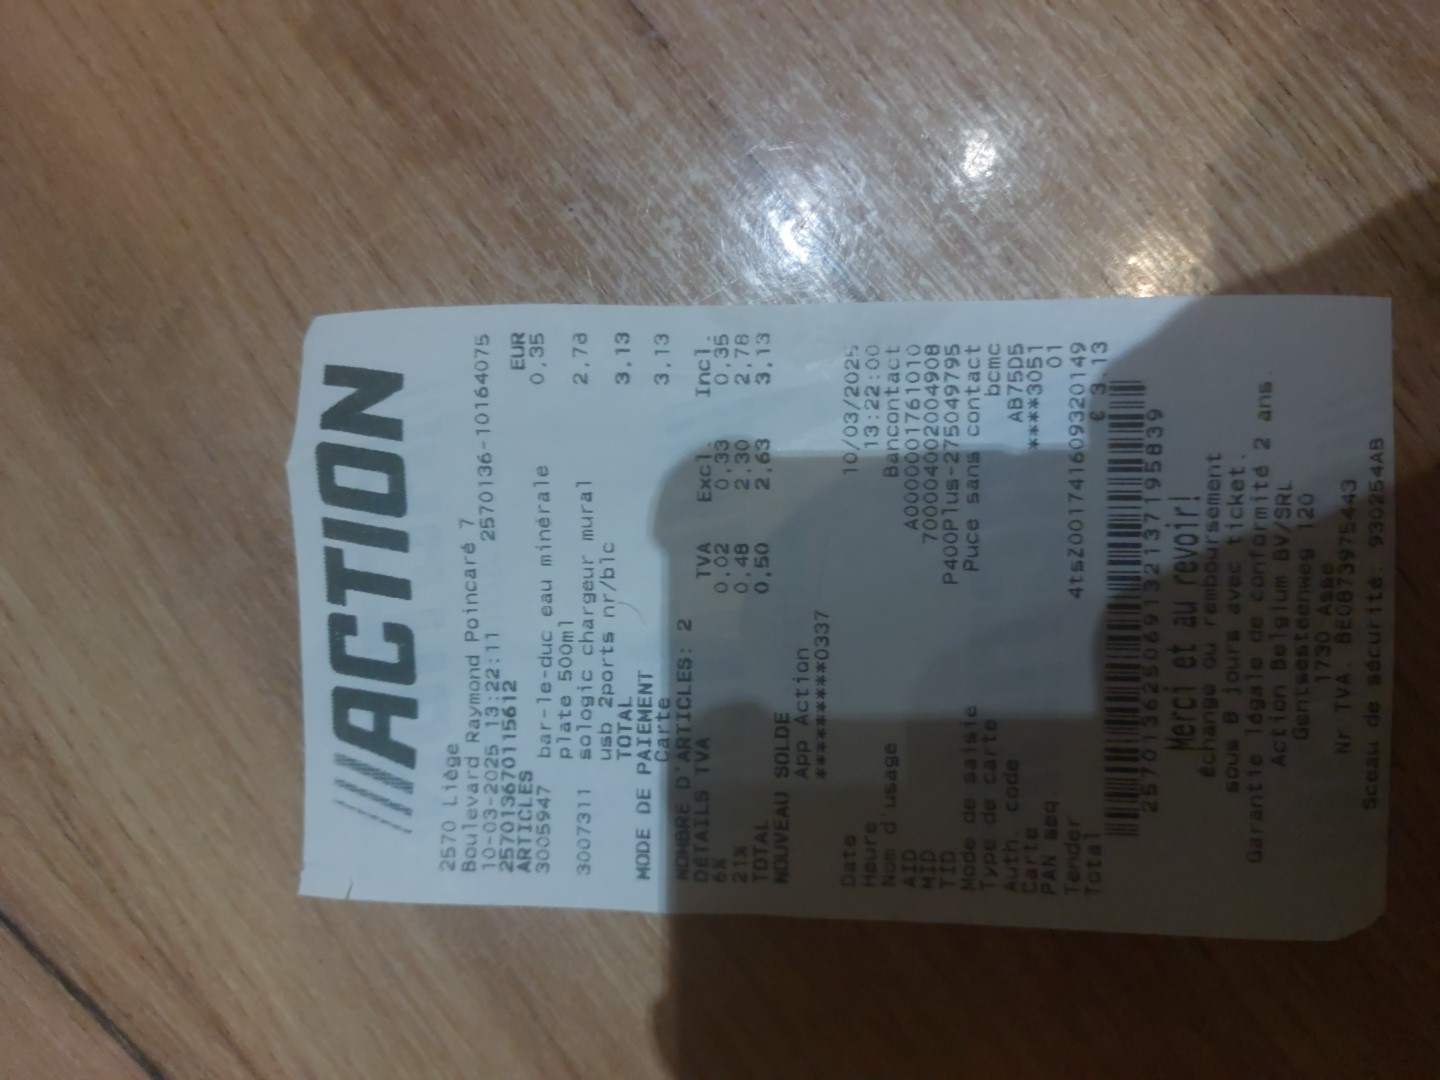 ///ACTION
2570 Liège
Boulevard Raymond Poincaré 7
10-03-2025 13:22:11 2570136-10164075
2570136701115612
ARTICLES EUR
3005947 bar-le-duc eau minérale 0,35
plate 500ml
3007311 sologic chargeur mural 2,78
usb 2ports nr/blc
TOTAL 3,13
MODE DE PAIEMENT
Carte 3,13
NOMBRE D'ARTICLES: 2
DÉTAILS TVA TVA Excl. Incl.
6% 0,02 0,33 0,35
21% 0,48 2,30 2,78
TOTAL 0,50 2,63 3,13
NOUVEAU SOLDE
App Action
*********0337
Date 10/03/2025
Heure 13:22:00
Nom d'usage Bancontact
AID A0000001761010
MID 700004002004908
TID P400Plus-275049795
Mode de saisie Puce sans contact
Type de carte bcmc
Auth. code AB75D5
Carte ****3051
PAN seq. 01
Tender 4tsZ001741609320149
Total € 3,13
2570136250691321371 95839
Merci et au revoir!
échange ou remboursement
sous 8 jours avec ticket.
Garantie légale de conformité 2 ans.
Action Belgium BV/SRL
Gentsesteenweg 120
1730 Asse
Nr TVA. BE0873975443
Sceau de sécurité: 930254AB